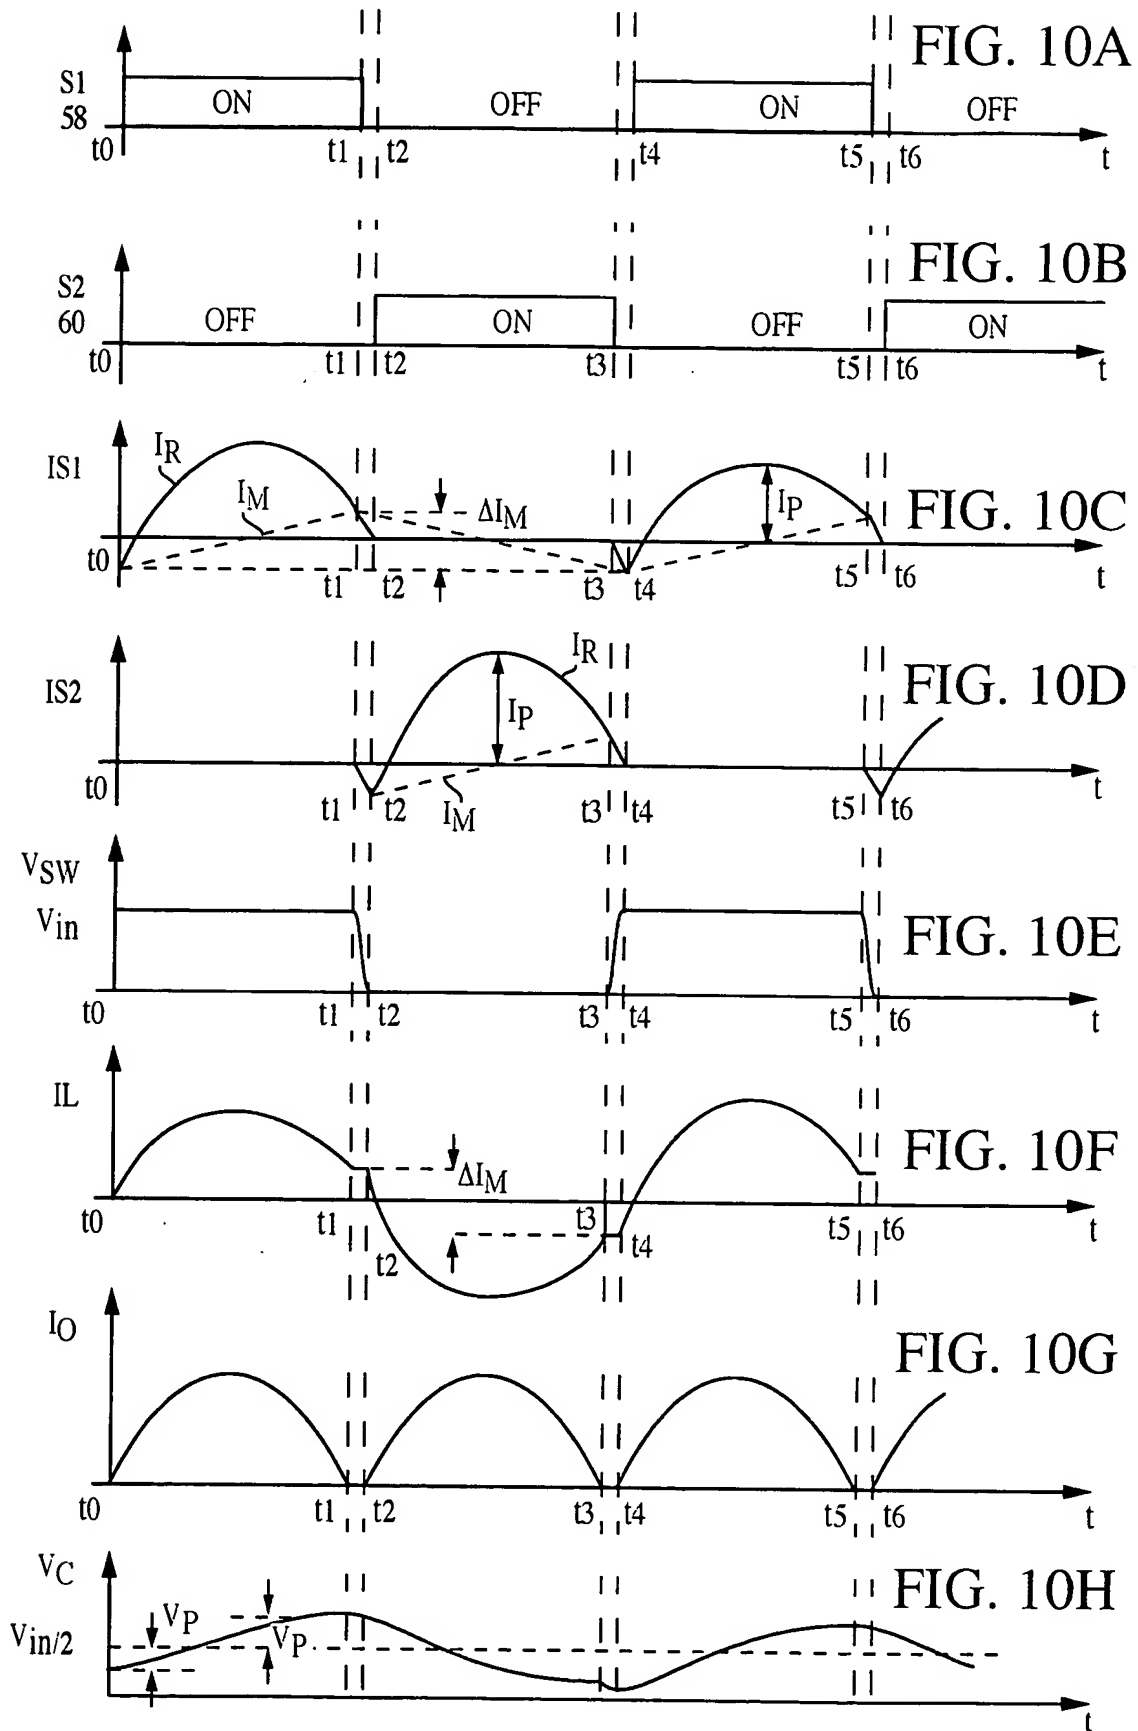 FIG. 10A
S1
58
ON
OFF
ON
OFF
t0
t1
t2
t4
t5
t6
t
FIG. 10B
S2
60
OFF
ON
OFF
ON
t0
t1
t2
t3
t5
t6
t
FIG. 10C
IS1
IR
IM
ΔIM
IP
t0
t1
t2
t3
t4
t5
t6
t
FIG. 10D
IS2
IR
IP
IM
t0
t1
t2
t3
t4
t5
t6
t
FIG. 10E
VSW
Vin
t0
t1
t2
t3
t4
t5
t6
t
FIG. 10F
IL
ΔIM
t0
t1
t2
t3
t4
t5
t6
t
FIG. 10G
IO
t0
t1
t2
t3
t4
t5
t6
t
FIG. 10H
VC
Vin/2
VP
VP
t